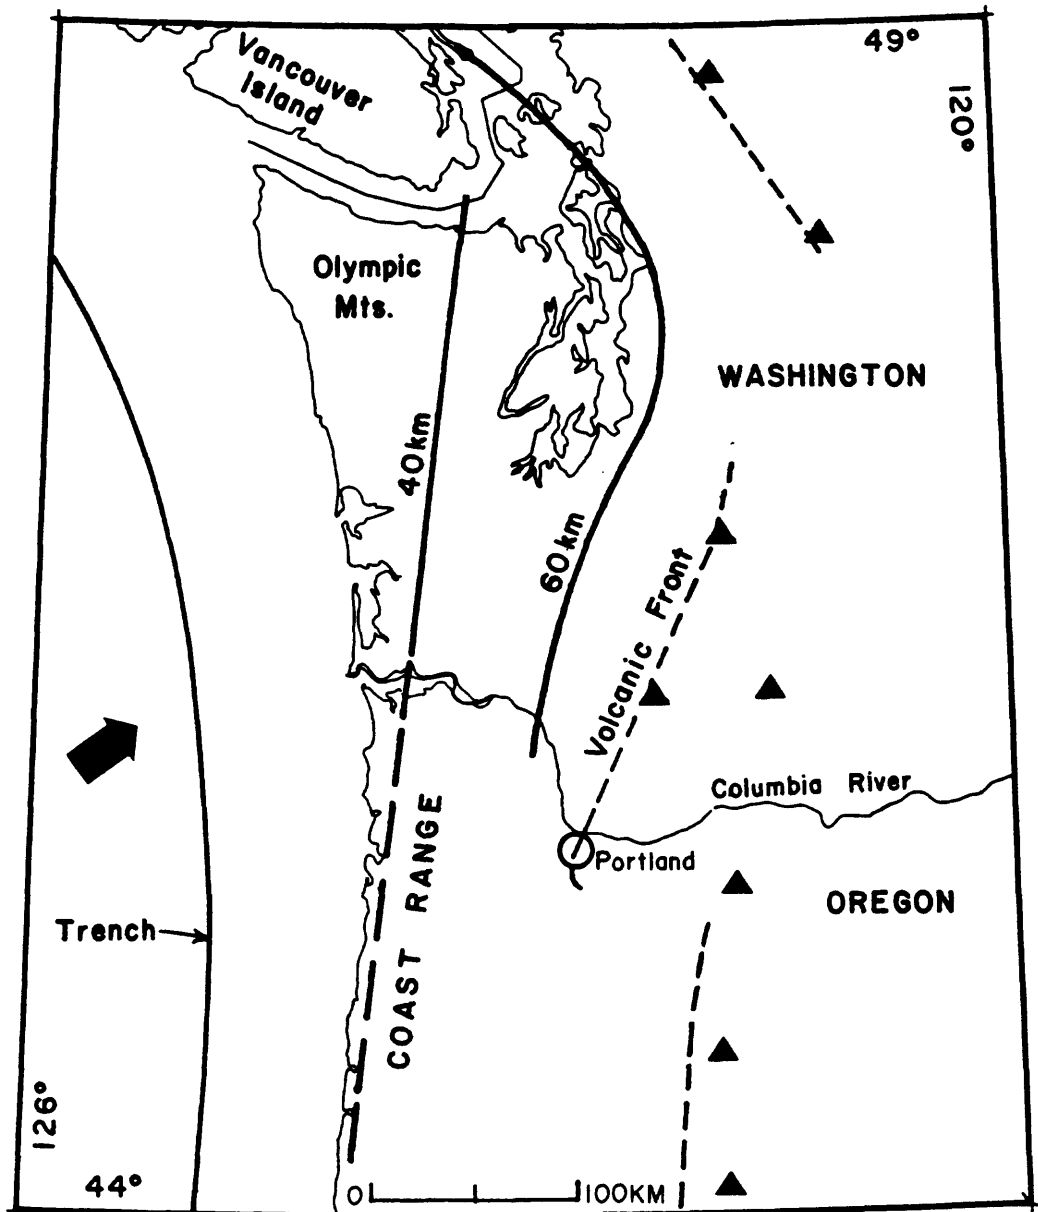 49°
Vancouver
Island
120°
Olympic
Mts.
WASHINGTON
40km
60km
Volcanic Front
Columbia River
Portland
COAST RANGE
OREGON
Trench
126°
44°
0 100KM